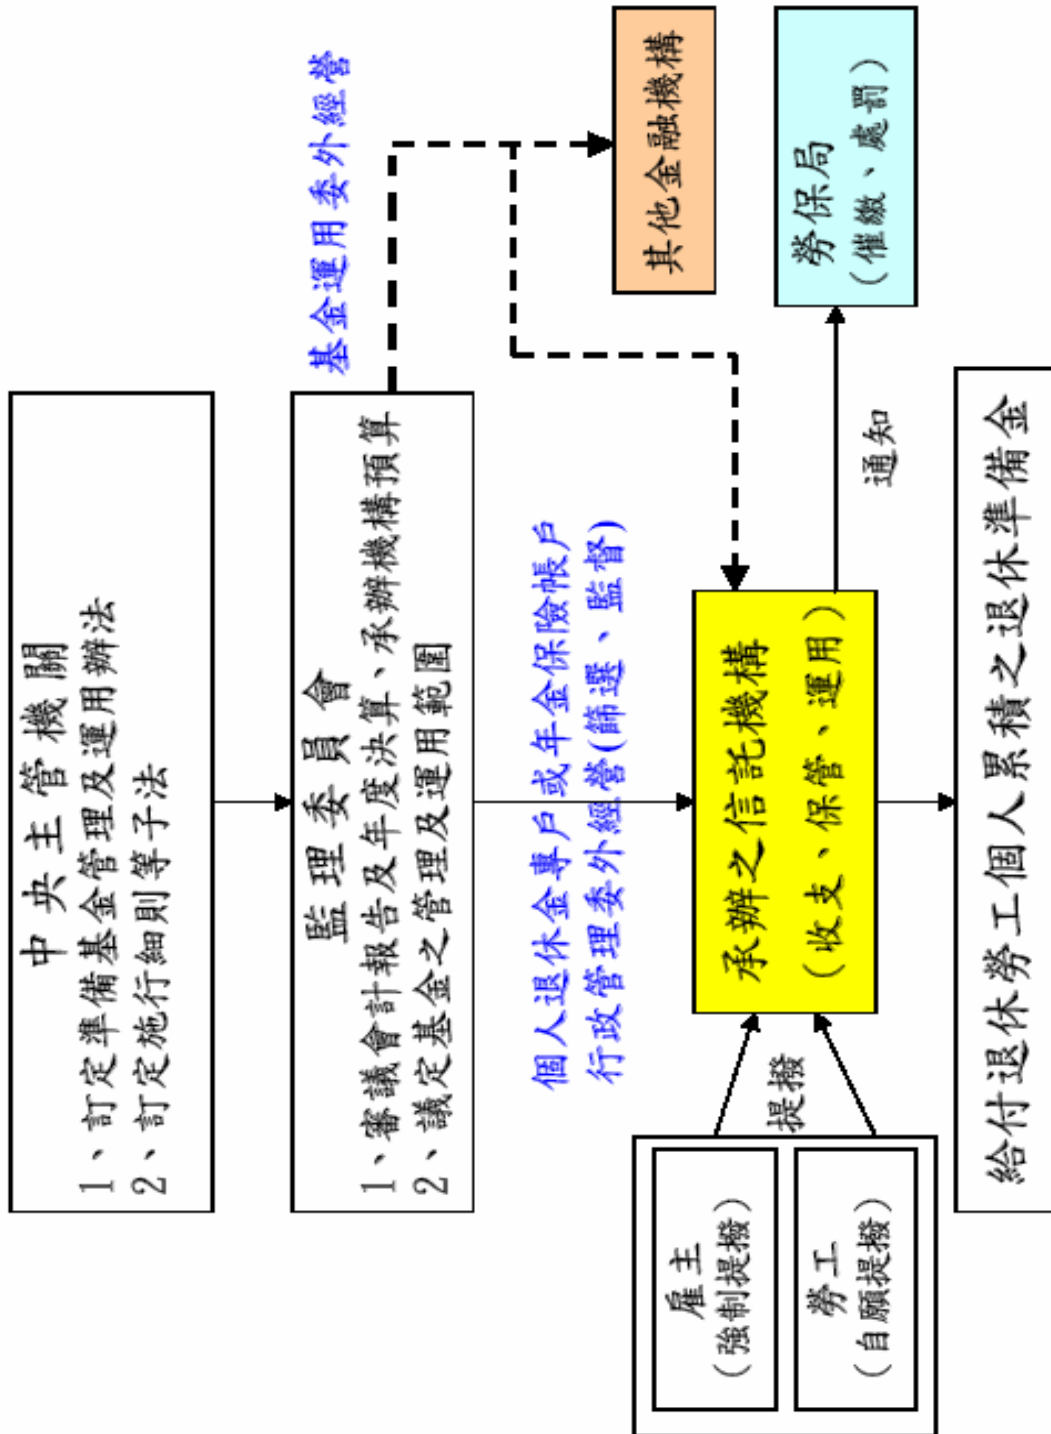 中央主管機關
1、訂定準備基金管理及運用辦法
2、訂定施行細則等子法
監理委員會
1、審議會計報告及年度決算、承辦機構預算
2、議定基金之管理及運用範圍
基金運用委外經營
個人退休金專戶或年金保險帳戶
行政管理委外經營(篩選、監督)
其他金融機構
雇主
(強制提撥)
勞工
(自願提撥)
提撥
承辦之信託機構
(收支、保管、運用)
通知
勞保局
(催繳、處罰)
給付退休勞工個人累積之退休準備金